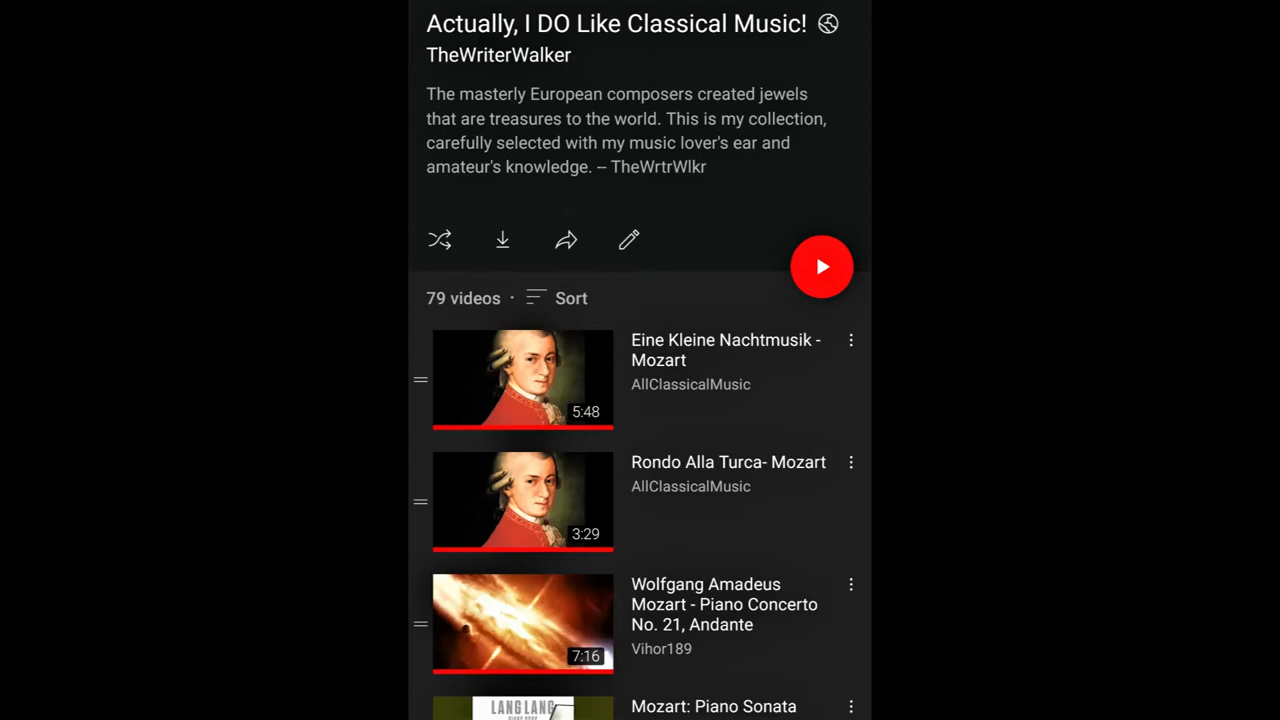 Actually, I DO Like Classical Music!
TheWriterWalker
The masterly European composers created jewels
that are treasures to the world. This is my collection,
carefully selected with my music lover's ear and
amateur's knowledge. -- TheWrtrWlkr
79 videos · Sort
Eine Kleine Nachtmusik -
Mozart
AllClassicalMusic
5:48
Rondo Alla Turca- Mozart
AllClassicalMusic
3:29
Wolfgang Amadeus
Mozart - Piano Concerto
No. 21, Andante
Vihor189
7:16
LANG LANG
Mozart: Piano Sonata